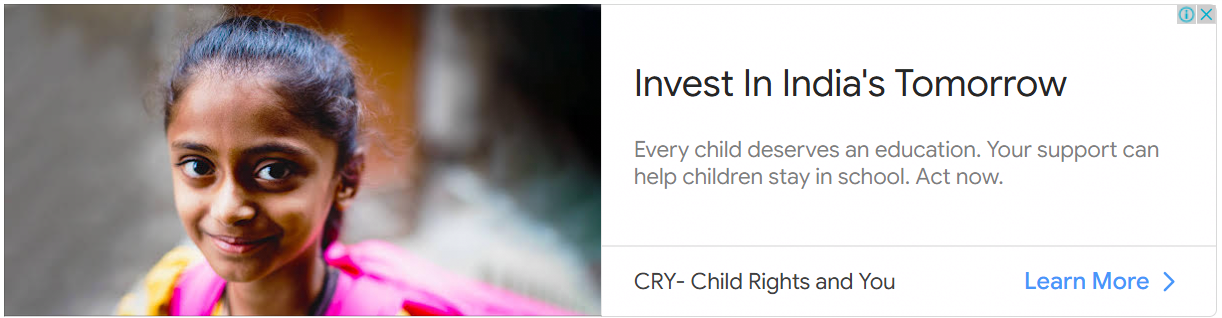 Invest In India's Tomorrow
Every child deserves an education. Your support can
help children stay in school. Act now.
CRY- Child Rights and You
Learn More